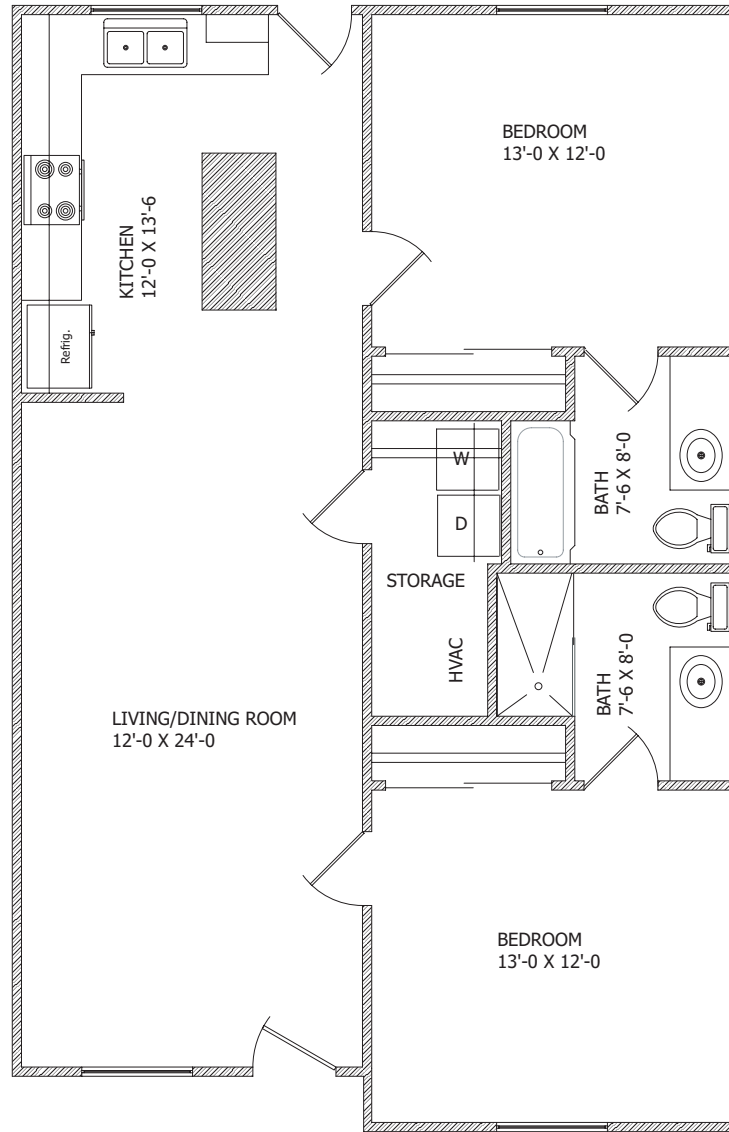 BEDROOM
13'-0 X 12'-0
KITCHEN
12'-0 X 13'-6
Refrig.
W
D
BATH
7'-6 X 8'-0
STORAGE
HVAC
BATH
7'-6 X 8'-0
LIVING/DINING ROOM
12'-0 X 24'-0
BEDROOM
13'-0 X 12'-0